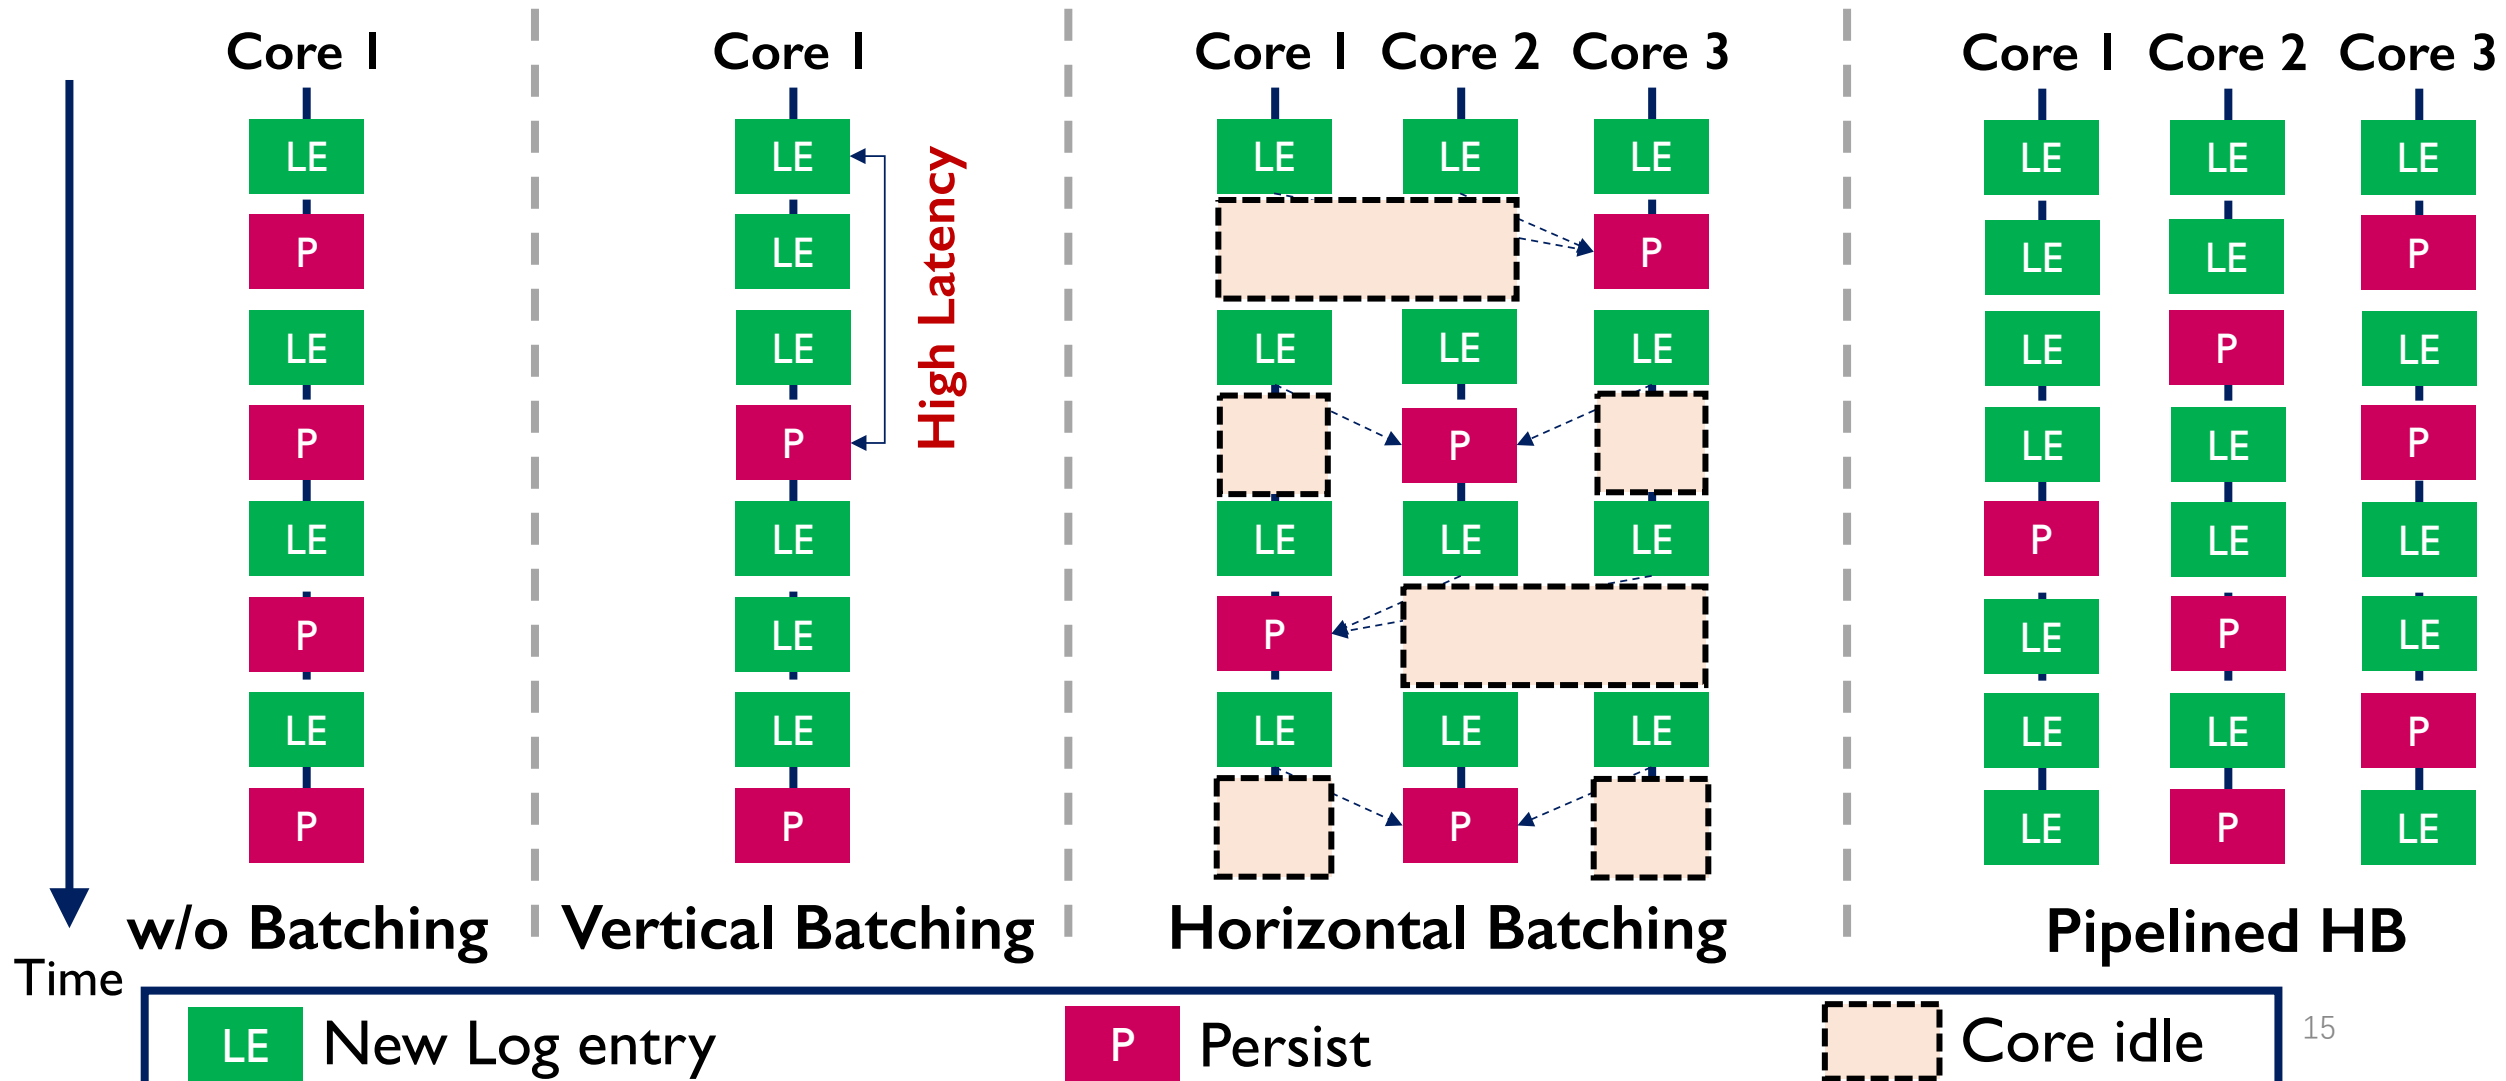 Core 1 Core 1 Core 1 Core 2 Core 3 Core 1 Core 2 Core 3
LE LE LE LE LE LE LE LE
P LE P LE LE P
LE LE LE LE LE LE P LE
P P P LE LE P
LE LE LE LE LE P LE LE
P LE P LE P LE
LE LE LE LE LE LE LE P
P P P LE P LE
High Latency
w/o Batching Vertical Batching Horizontal Batching Pipelined HB
Time
LE New Log entry P Persist Core idle
15